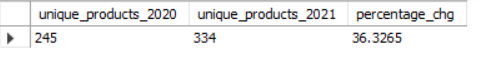 unique_products_2020 unique_products_2021 percentage_chg
245 334 36.3265